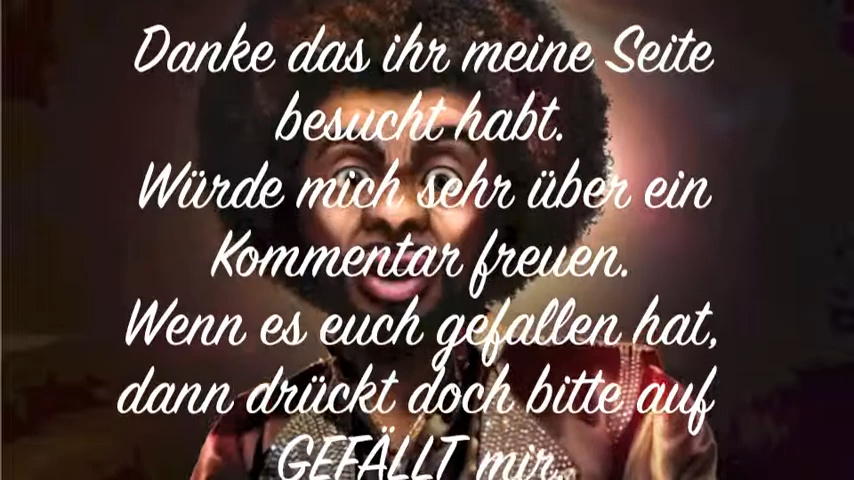 Danke das ihr meine Seite
besucht habt.
Würde mich sehr über ein
Kommentar freuen.
Wenn es euch gefallen hat,
dann drückt doch bitte auf
GEFÄLLT mir.